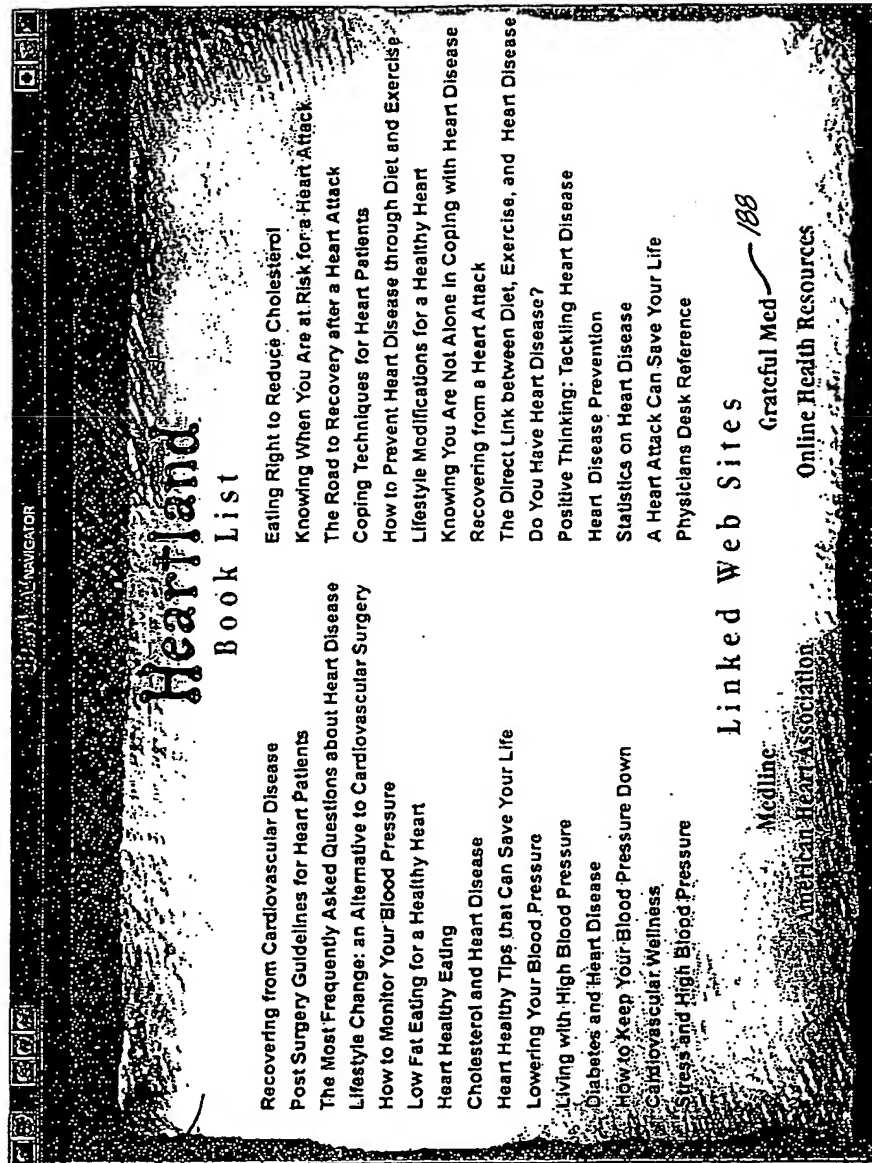 NAVIGATOR
Heartland
Book List
Recovering from Cardiovascular Disease
Post Surgery Guidelines for Heart Patients
The Most Frequently Asked Questions about Heart Disease
Lifestyle Change: an Alternative to Cardiovascular Surgery
How to Monitor Your Blood Pressure
Low Fat Eating for a Healthy Heart
Heart Healthy Eating
Cholesterol and Heart Disease
Heart Healthy Tips that Can Save Your Life
Lowering Your Blood Pressure
Living with High Blood Pressure
Diabetes and Heart Disease
How to Keep Your Blood Pressure Down
Cardiovascular Wellness
Stress and High Blood Pressure
Eating Right to Reduce Cholesterol
Knowing When You Are at Risk for a Heart Attack
The Road to Recovery after a Heart Attack
Coping Techniques for Heart Patients
How to Prevent Heart Disease through Diet and Exercise
Lifestyle Modifications for a Healthy Heart
Knowing You Are Not Alone in Coping with Heart Disease
Recovering from a Heart Attack
The Direct Link between Diet, Exercise, and Heart Disease
Do You Have Heart Disease?
Positive Thinking: Tackling Heart Disease
Heart Disease Prevention
Statistics on Heart Disease
A Heart Attack Can Save Your Life
Physicians Desk Reference
Linked Web Sites
Medline
Grateful Med
188
American Heart Association
Online Health Resources